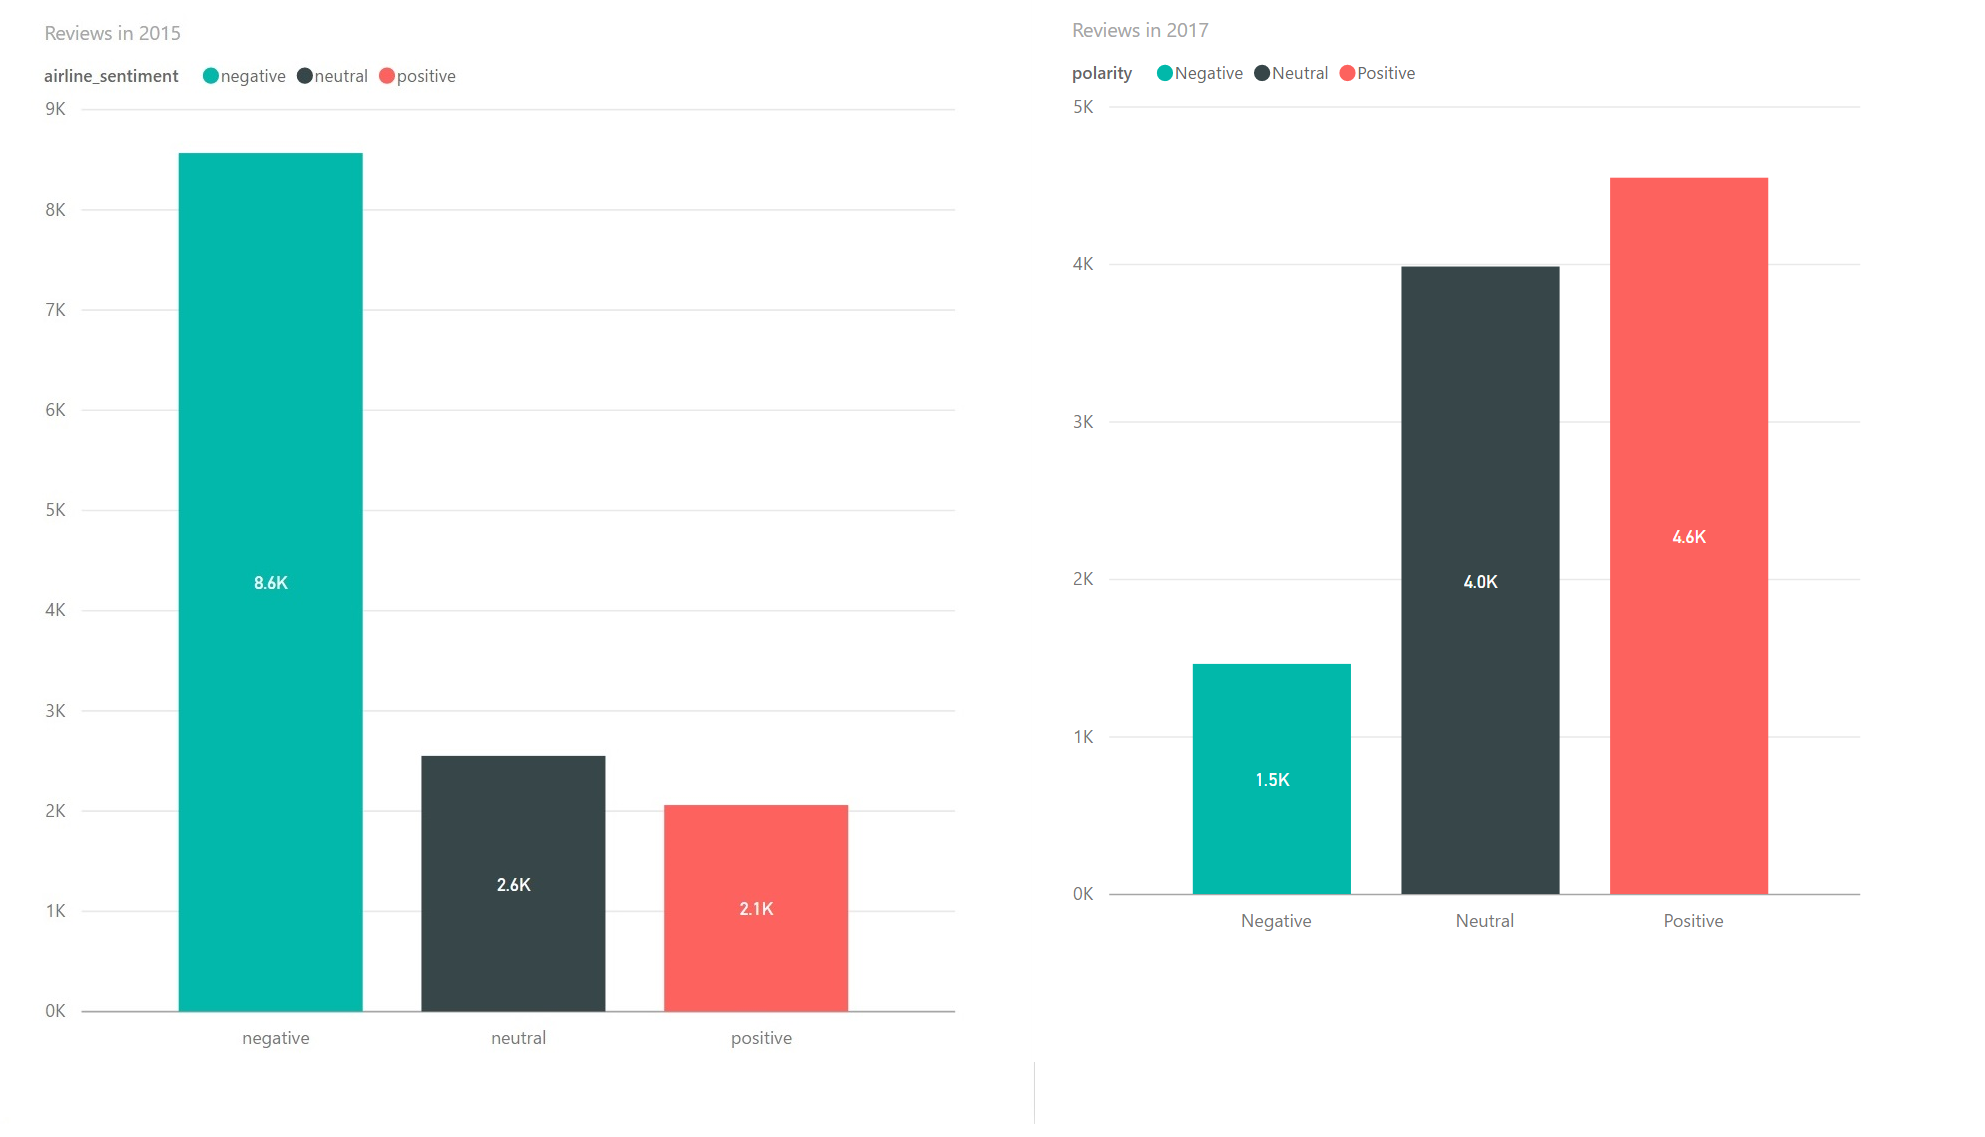 Reviews in 2015
airline_sentiment negative neutral positive
9K
8K
7K
6K
5K
4K
3K
2K
1K
0K
8.6K
2.6K
2.1K
negative neutral positive
Reviews in 2017
polarity Negative Neutral Positive
5K
4K
3K
2K
1K
0K
1.5K
4.0K
4.6K
Negative Neutral Positive